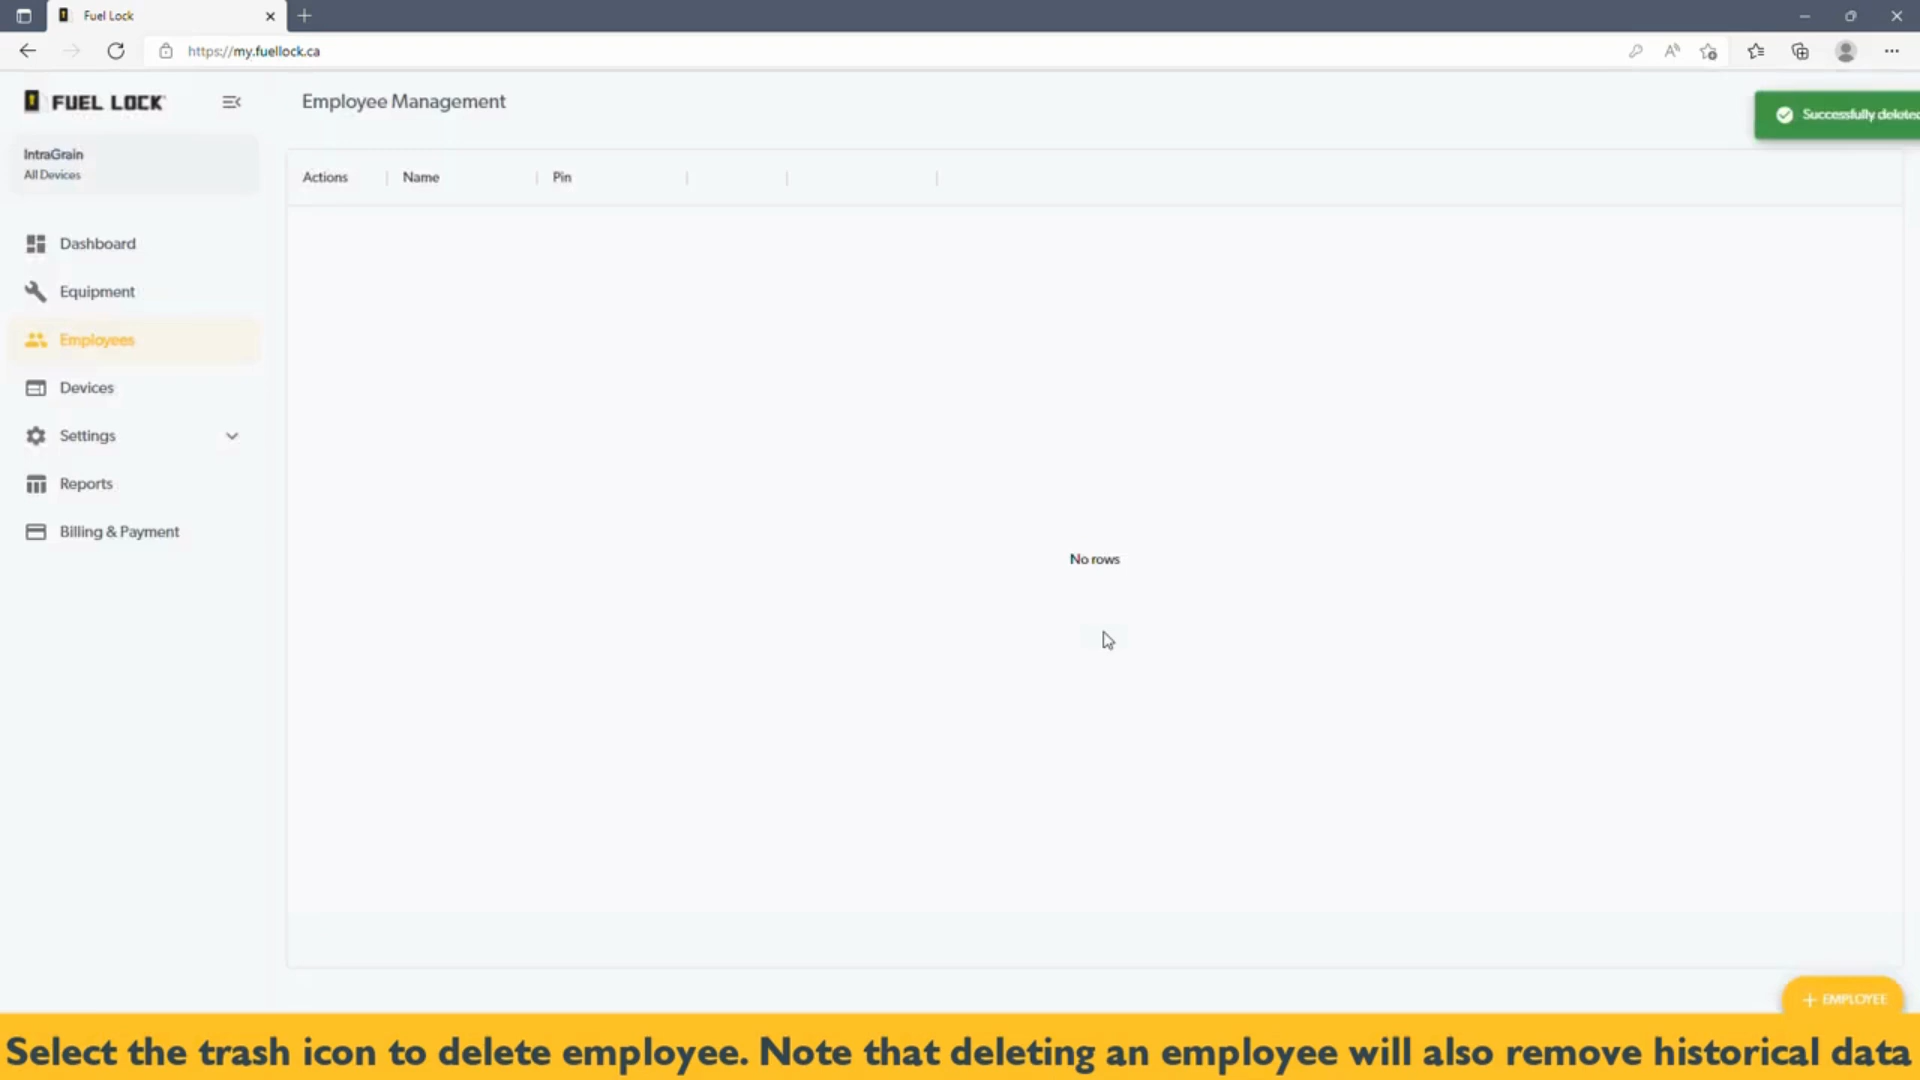 Fuel Lock
https://my.fuellock.ca
FUEL LOCK
Employee Management
Successfully deleted
IntraGrain
All Devices
Actions
Name
Pin
Dashboard
Equipment
Employees
Devices
Settings
Reports
Billing & Payment
No rows
+ EMPLOYEE
Select the trash icon to delete employee. Note that deleting an employee will also remove historical data